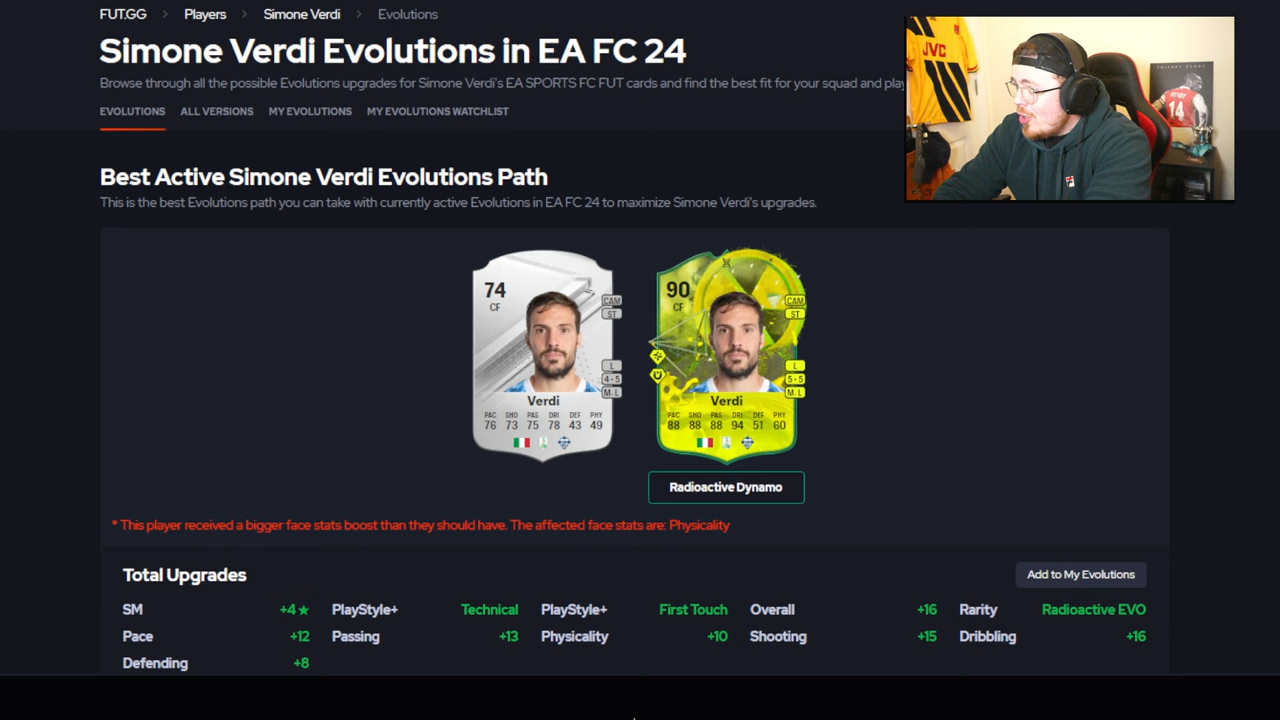 FUT.GG > Players > Simone Verdi > Evolutions
Simone Verdi Evolutions in EA FC 24
Browse through all the possible Evolutions upgrades for Simone Verdi's EA SPORTS FC FUT cards and find the best fit for your squad and play
EVOLUTIONS ALL VERSIONS MY EVOLUTIONS MY EVOLUTIONS WATCHLIST
JVC
14
Best Active Simone Verdi Evolutions Path
This is the best Evolutions path you can take with currently active Evolutions in EA FC 24 to maximize Simone Verdi's upgrades.
74
CF
CAM
ST
L
4-5
M-L
Verdi
PAC SHO PAS DRI DEF PHY
76 73 75 78 43 49
90
CF
CAM
ST
L
5-5
M-L
Verdi
PAC SHO PAS DRI DEF PHY
88 88 88 94 51 60
Radioactive Dynamo
* This player received a bigger face stats boost than they should have. The affected face stats are: Physicality
Total Upgrades
Add to My Evolutions
SM +4★ PlayStyle+ Technical PlayStyle+ First Touch Overall +16 Rarity Radioactive EVO
Pace +12 Passing +13 Physicality +10 Shooting +15 Dribbling +16
Defending +8